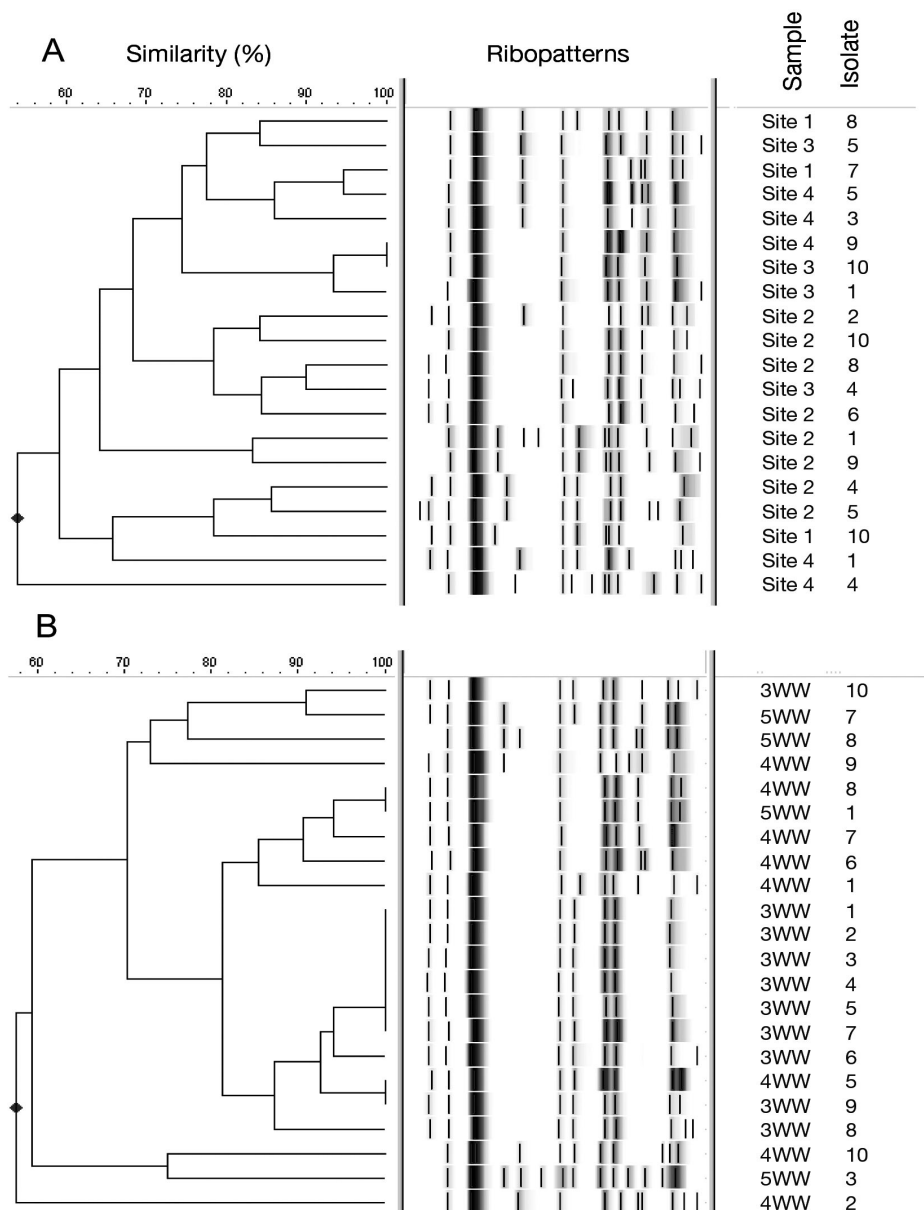 A Similarity (%) Ribopatterns Sample Isolate
60 70 80 90 100
Site 1 8
Site 3 5
Site 1 7
Site 4 5
Site 4 3
Site 4 9
Site 3 10
Site 3 1
Site 2 2
Site 2 10
Site 2 8
Site 3 4
Site 2 6
Site 2 1
Site 2 9
Site 2 4
Site 2 5
Site 1 10
Site 4 1
Site 4 4
B
60 70 80 90 100
3WW 10
5WW 7
5WW 8
4WW 9
4WW 8
5WW 1
4WW 7
4WW 6
4WW 1
3WW 1
3WW 2
3WW 3
3WW 4
3WW 5
3WW 7
3WW 6
4WW 5
3WW 9
3WW 8
4WW 10
5WW 3
4WW 2